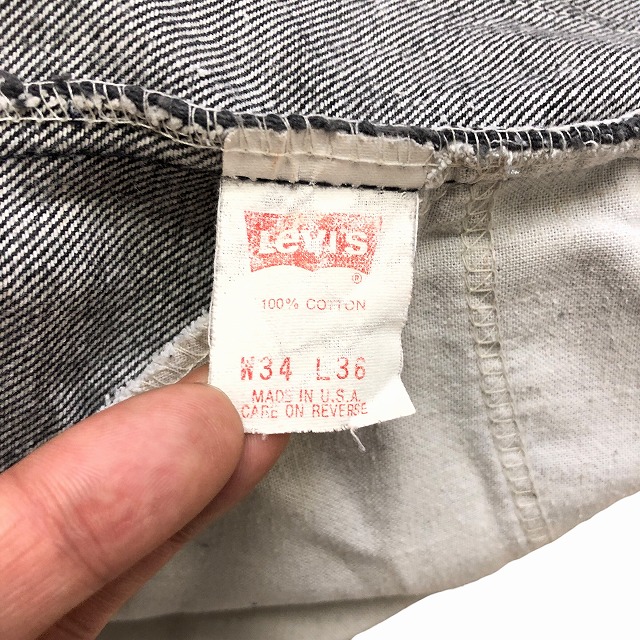 Levi's
®
100% COTTON
W34 L36
MADE IN U.S.A.
CARE ON REVERSE